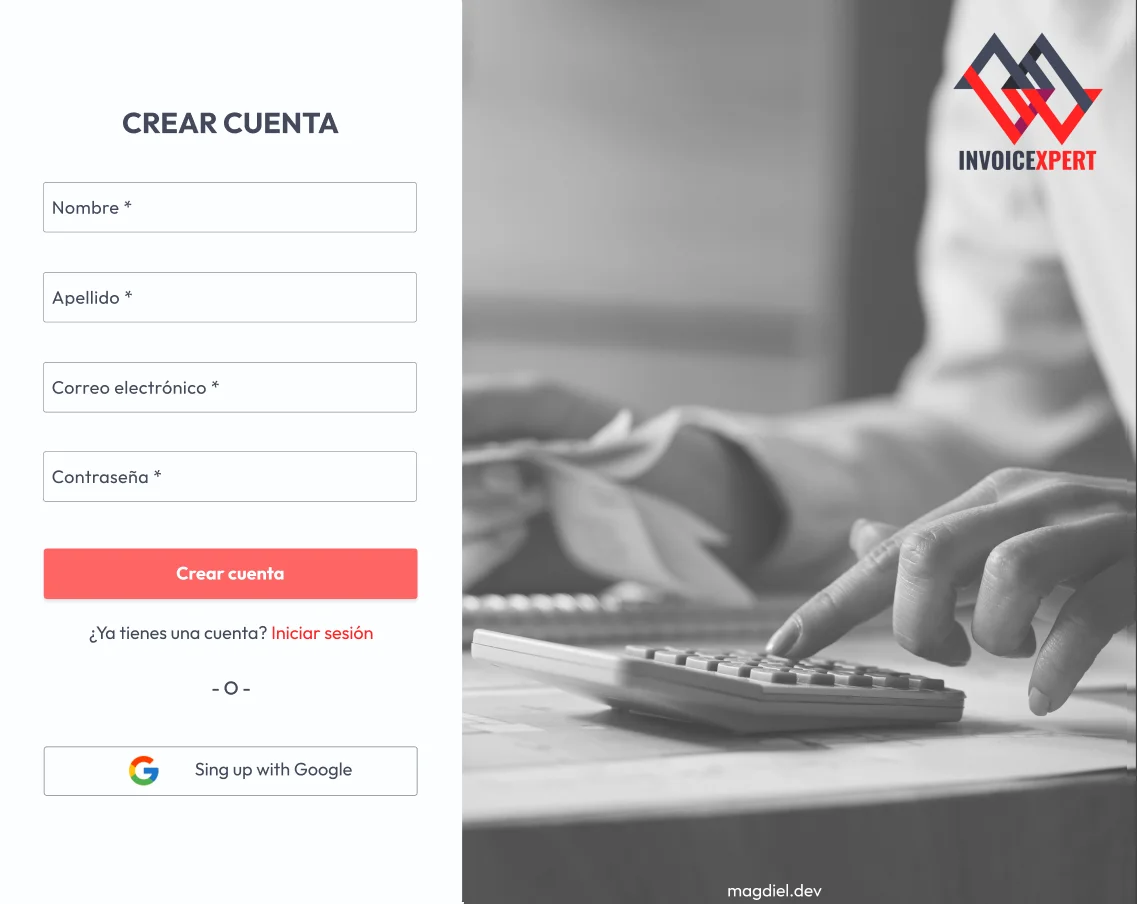 CREAR CUENTA
Nombre *
Apellido *
Correo electrónico *
Contraseña *
Crear cuenta
¿Ya tienes una cuenta? Iniciar sesión
- O -
Sing up with Google
INVOICEXPERT
magdiel.dev